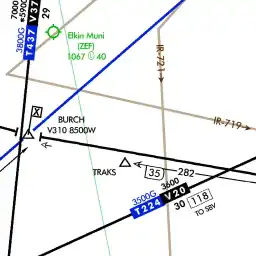 7000
*5900
3800G
T437
V37
29
Elkin Muni
(ZEF)
1067 40
IR-721
IR-719
X
BURCH
V310 8500W
TRAKS
35
282
3600
3500G
V20
T224
30
118
TO SBV